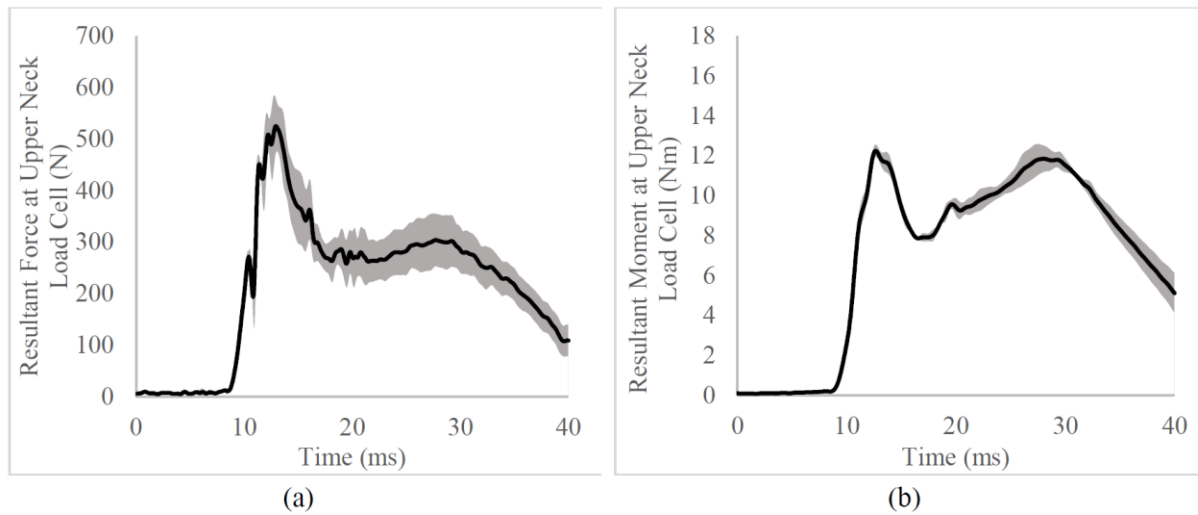 Resultant Force at Upper Neck
Load Cell (N)
700
600
500
400
300
200
100
0
0 10 20 30 40
Time (ms)
(a)
Resultant Moment at Upper Neck
Load Cell (Nm)
18
16
14
12
10
8
6
4
2
0
0 10 20 30 40
Time (ms)
(b)